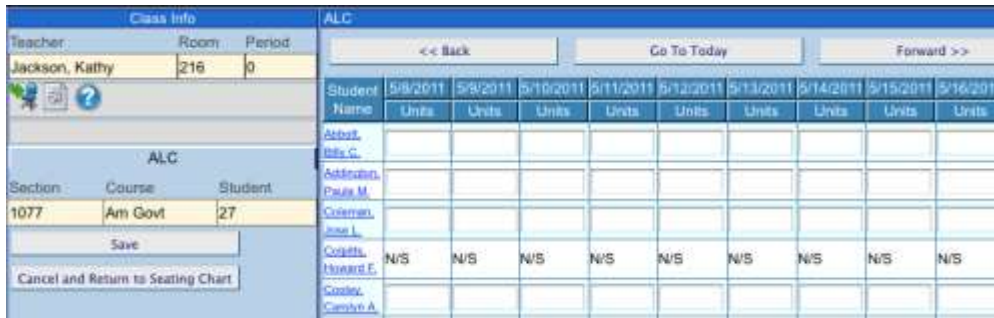 Class Info
Teacher Room Period
Jackson, Kathy 216 0
ALC
Section Course Student
1077 Am Govt 27
Save
Cancel and Return to Seating Chart
ALC
<< Back Go To Today Forward >>
Student Name 5/8/2011 5/9/2011 5/10/2011 5/11/2011 5/12/2011 5/13/2011 5/14/2011 5/15/2011 5/16/201
Units Units Units Units Units Units Units Units Units
Abbott,
Billy C.
Addington,
Paula M.
Coleman,
Jose L.
Colpitts,
Howard F. N/S N/S N/S N/S N/S N/S N/S N/S N/S
Cooley,
Carolyn A.